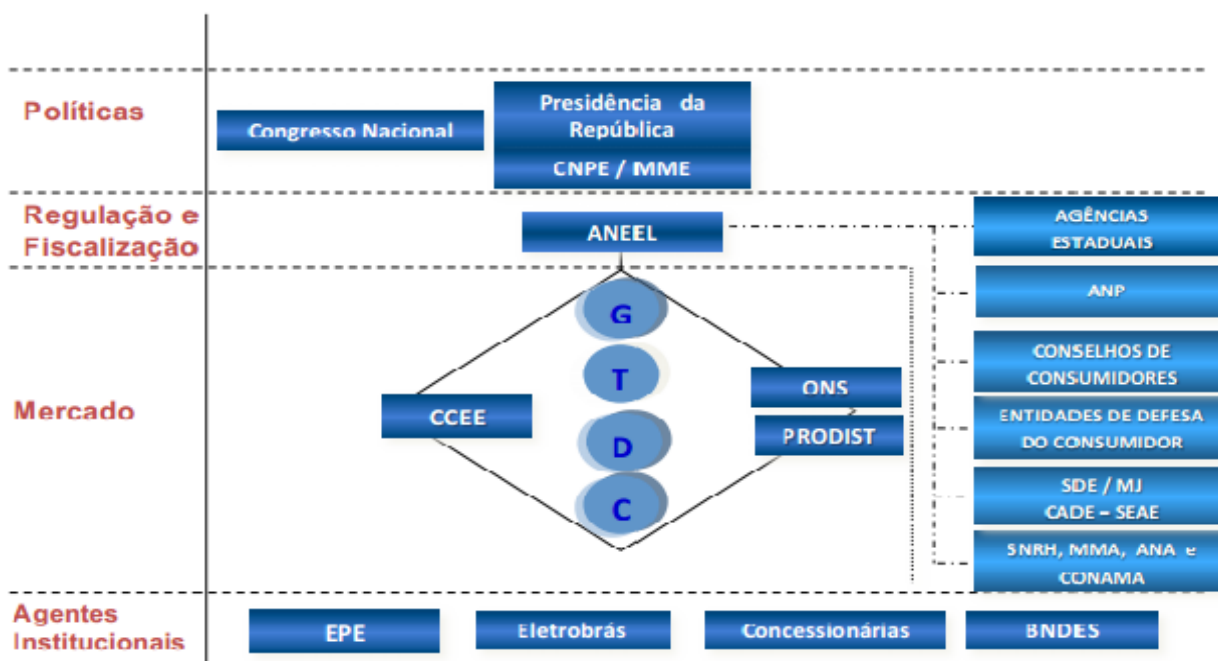 Políticas
Congresso Nacional
Presidência da
República
CNPE / MME
Regulação e
Fiscalização
ANEEL
AGÊNCIAS
ESTADUAIS
ANP
CONSELHOS DE
CONSUMIDORES
ENTIDADES DE DEFESA
DO CONSUMIDOR
SDE / MJ
CADE – SEAE
SNRH, MMA, ANA e
CONAMA
Mercado
G
T
D
C
CCEE
ONS
PRODIST
Agentes
Institucionais
EPE
Eletrobrás
Concessionárias
BNDES